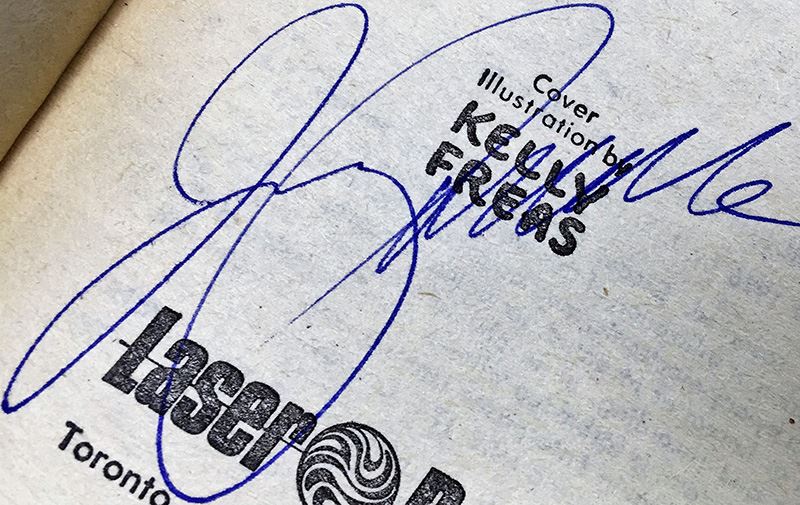 Cover
Illustration by
KELLY
FREAS
Laser
Toronto